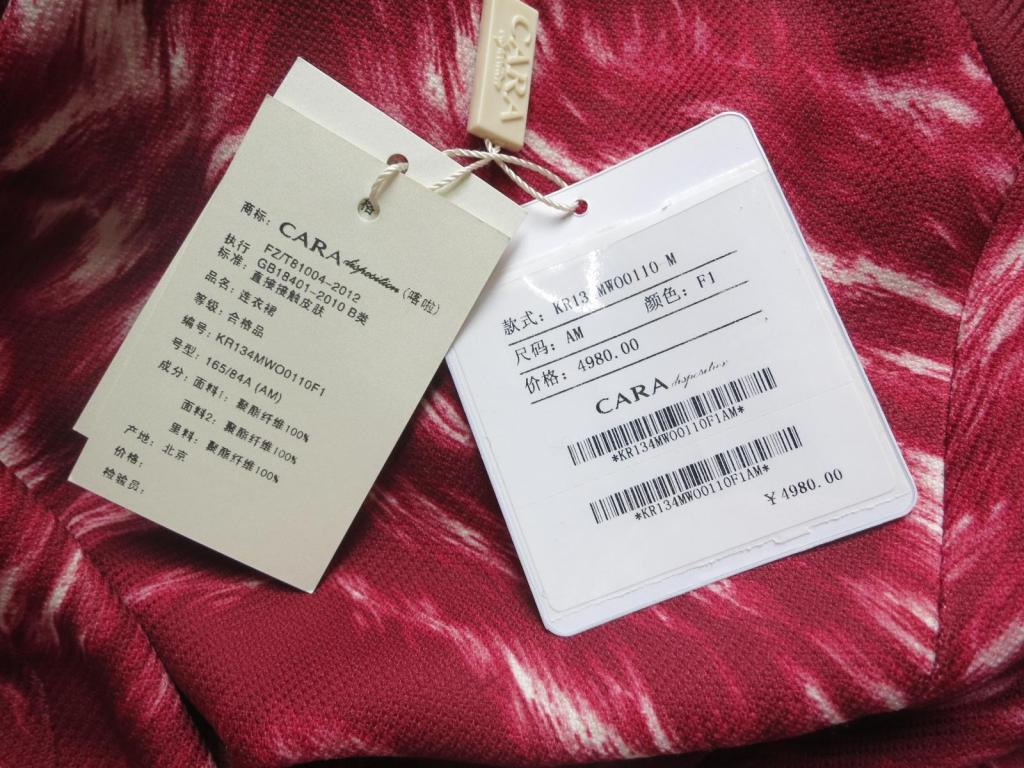 CARA
格
商标：CARA disposition (喀啦)
执行标准：FZ/T81004-2012
GB18401-2010 B类
直接接触皮肤
品名：连衣裙
等级：合格品
编号：KR134MWO0110F1
号型：165/84A (AM)
成分：面料1：聚酯纤维100%
面料2：聚酯纤维100%
里料：聚酯纤维100%
产地：北京
价格：
检验员：
款式：KR134MWO0110 M
尺码：AM 颜色：F1
价格：4980.00
CARA disposition
*KR134MWO0110F1AM*
*KR134MWO0110F1AM*
￥4980.00